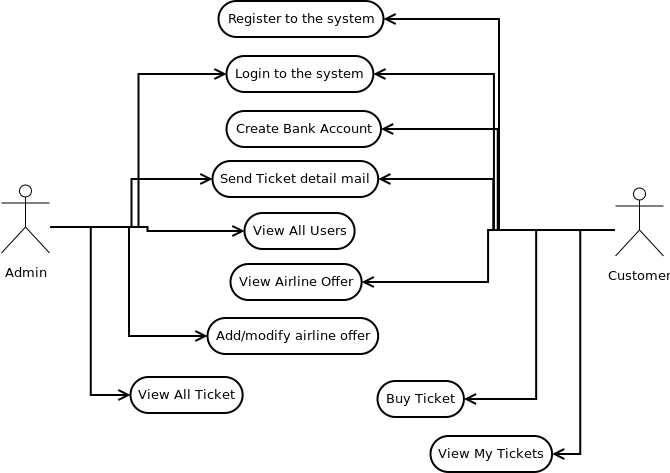 Register to the system
Login to the system
Create Bank Account
Send Ticket detail mail
View All Users
Admin
Customer
View Airline Offer
Add/modify airline offer
View All Ticket
Buy Ticket
View My Tickets